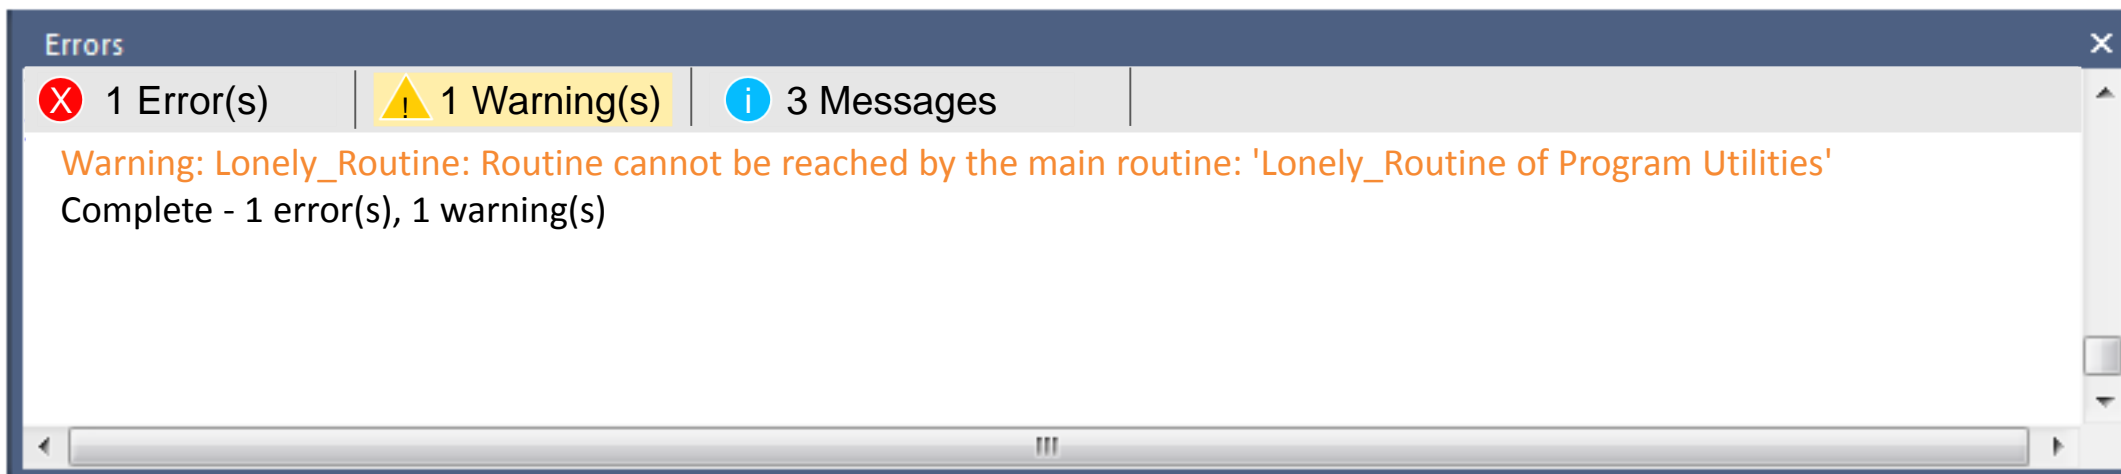 Errors
X 1 Error(s) ! 1 Warning(s) i 3 Messages
Warning: Lonely_Routine: Routine cannot be reached by the main routine: 'Lonely_Routine of Program Utilities'
Complete - 1 error(s), 1 warning(s)